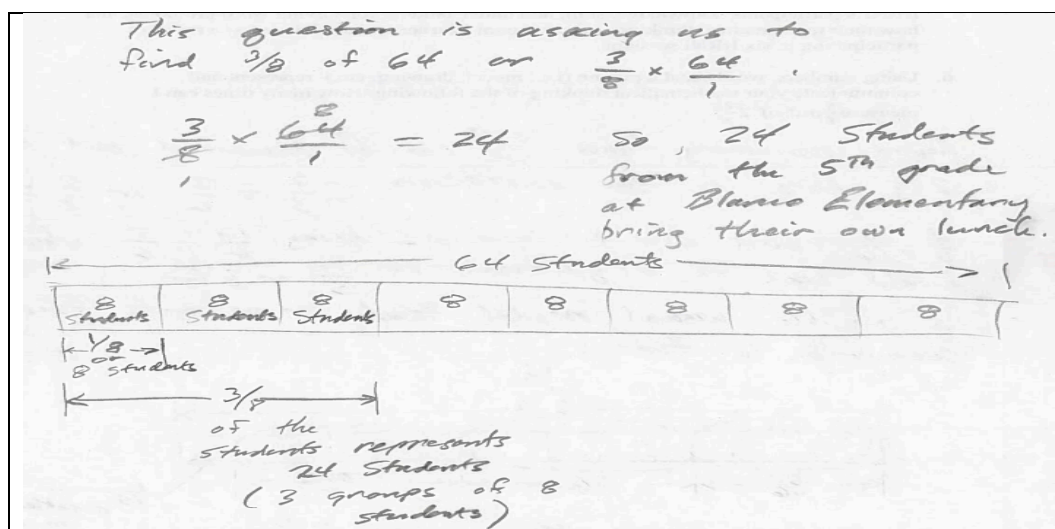 This question is asking us to
find 3/8 of 64 or 3/8 x 64/1 .
3/8 x 64/1 = 24 So, 24 Students
8
1
from the 5TH grade
at Blanco Elementary
bring their own lunch.
64 Students
8 Students 8 Students 8 Students 8 8 8 8 8
1/8
or
8 students
3/8
of the
students represents
24 Students
(3 groups of 8
students)